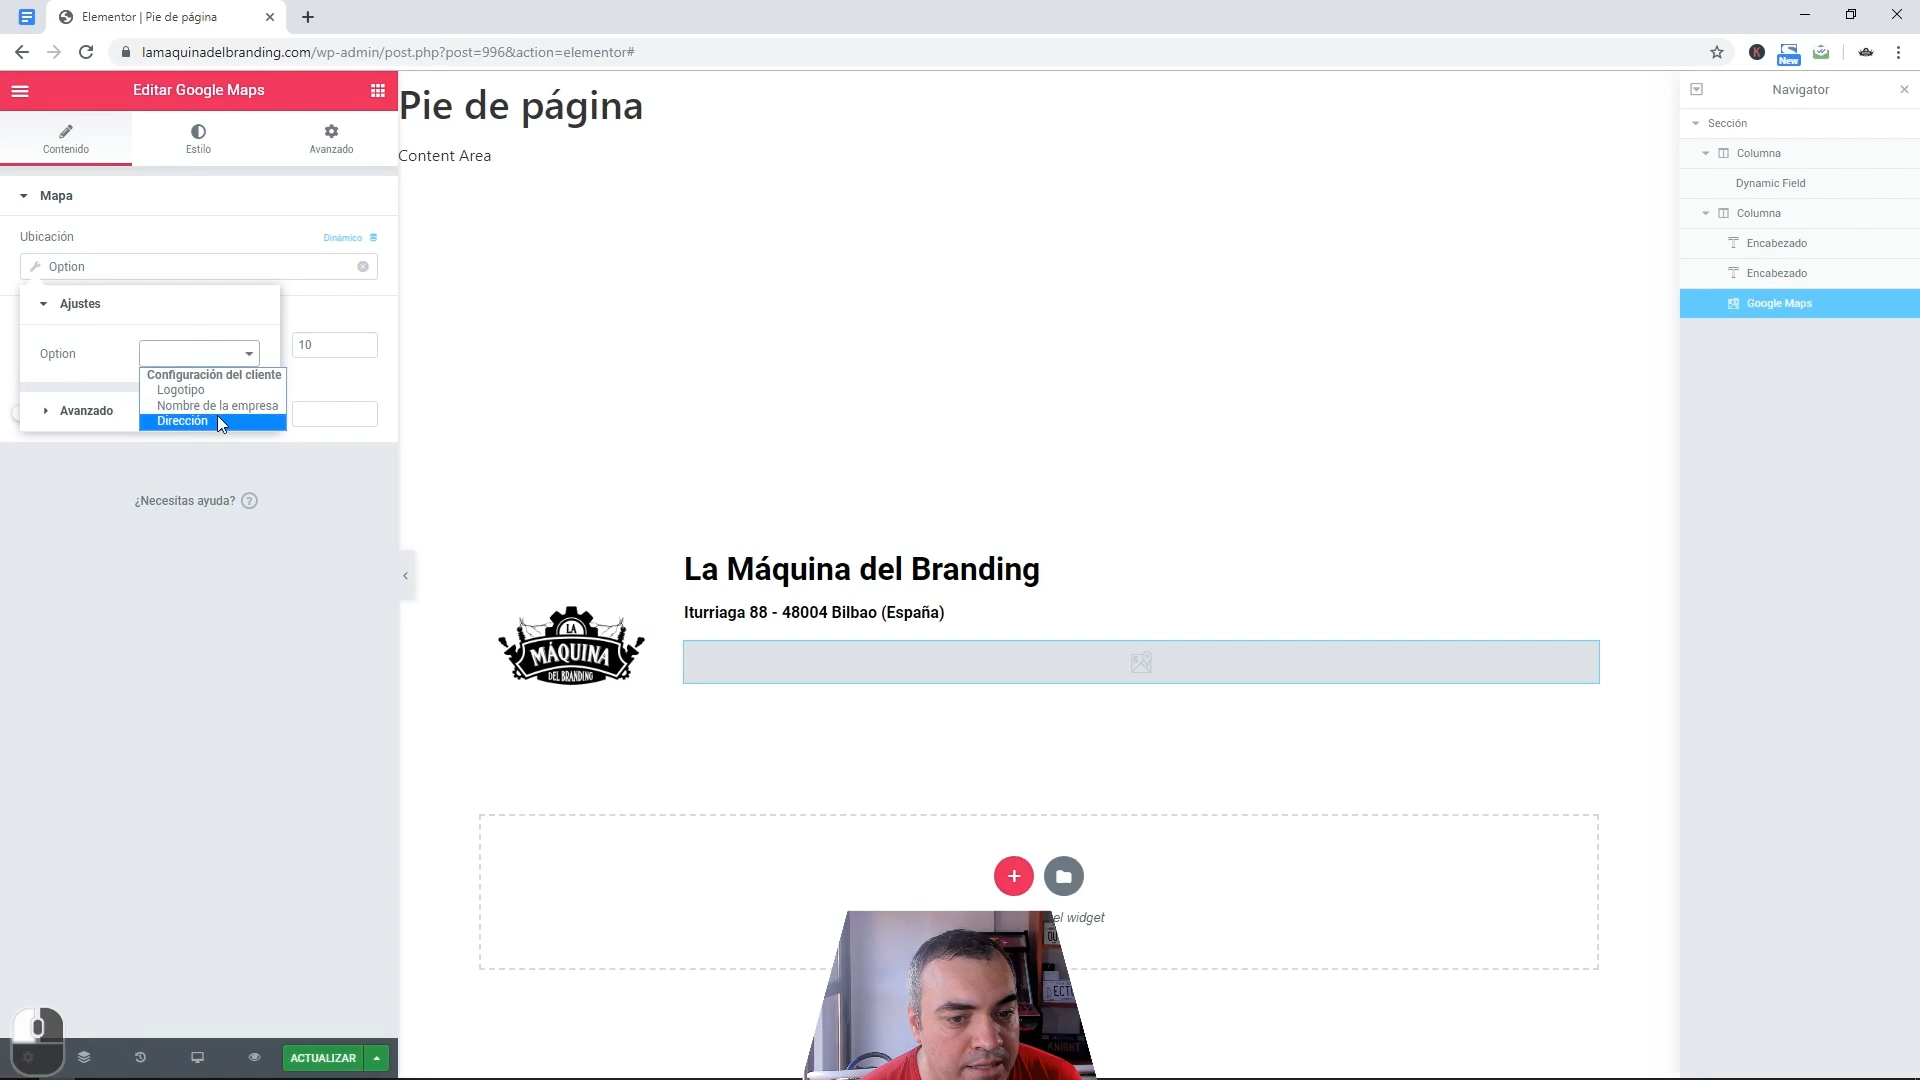 Elementor | Pie de página
lamaquinadelbranding.com/wp-admin/post.php?post=996&action=elementor#
New
Editar Google Maps
Contenido
Estilo
Avanzado
Mapa
Ubicación
Dinámico
Option
Ajustes
Option
10
Configuración del cliente
Logotipo
Nombre de la empresa
Dirección
Avanzado
¿Necesitas ayuda?
ACTUALIZAR
Pie de página
Content Area
La Máquina del Branding
Iturriaga 88 - 48004 Bilbao (España)
LA
MÁQUINA
DEL BRANDING
el widget
KNIGHT
Navigator
Sección
Columna
Dynamic Field
Columna
Encabezado
Encabezado
Google Maps